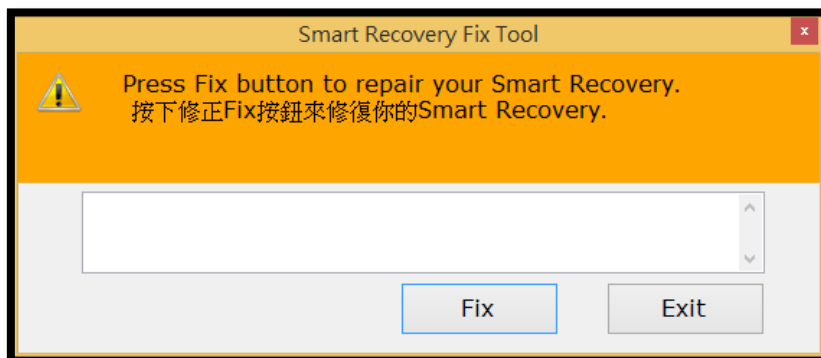 Smart Recovery Fix Tool
x
Press Fix button to repair your Smart Recovery.
按下修正Fix按鈕來修復你的Smart Recovery.
Fix
Exit